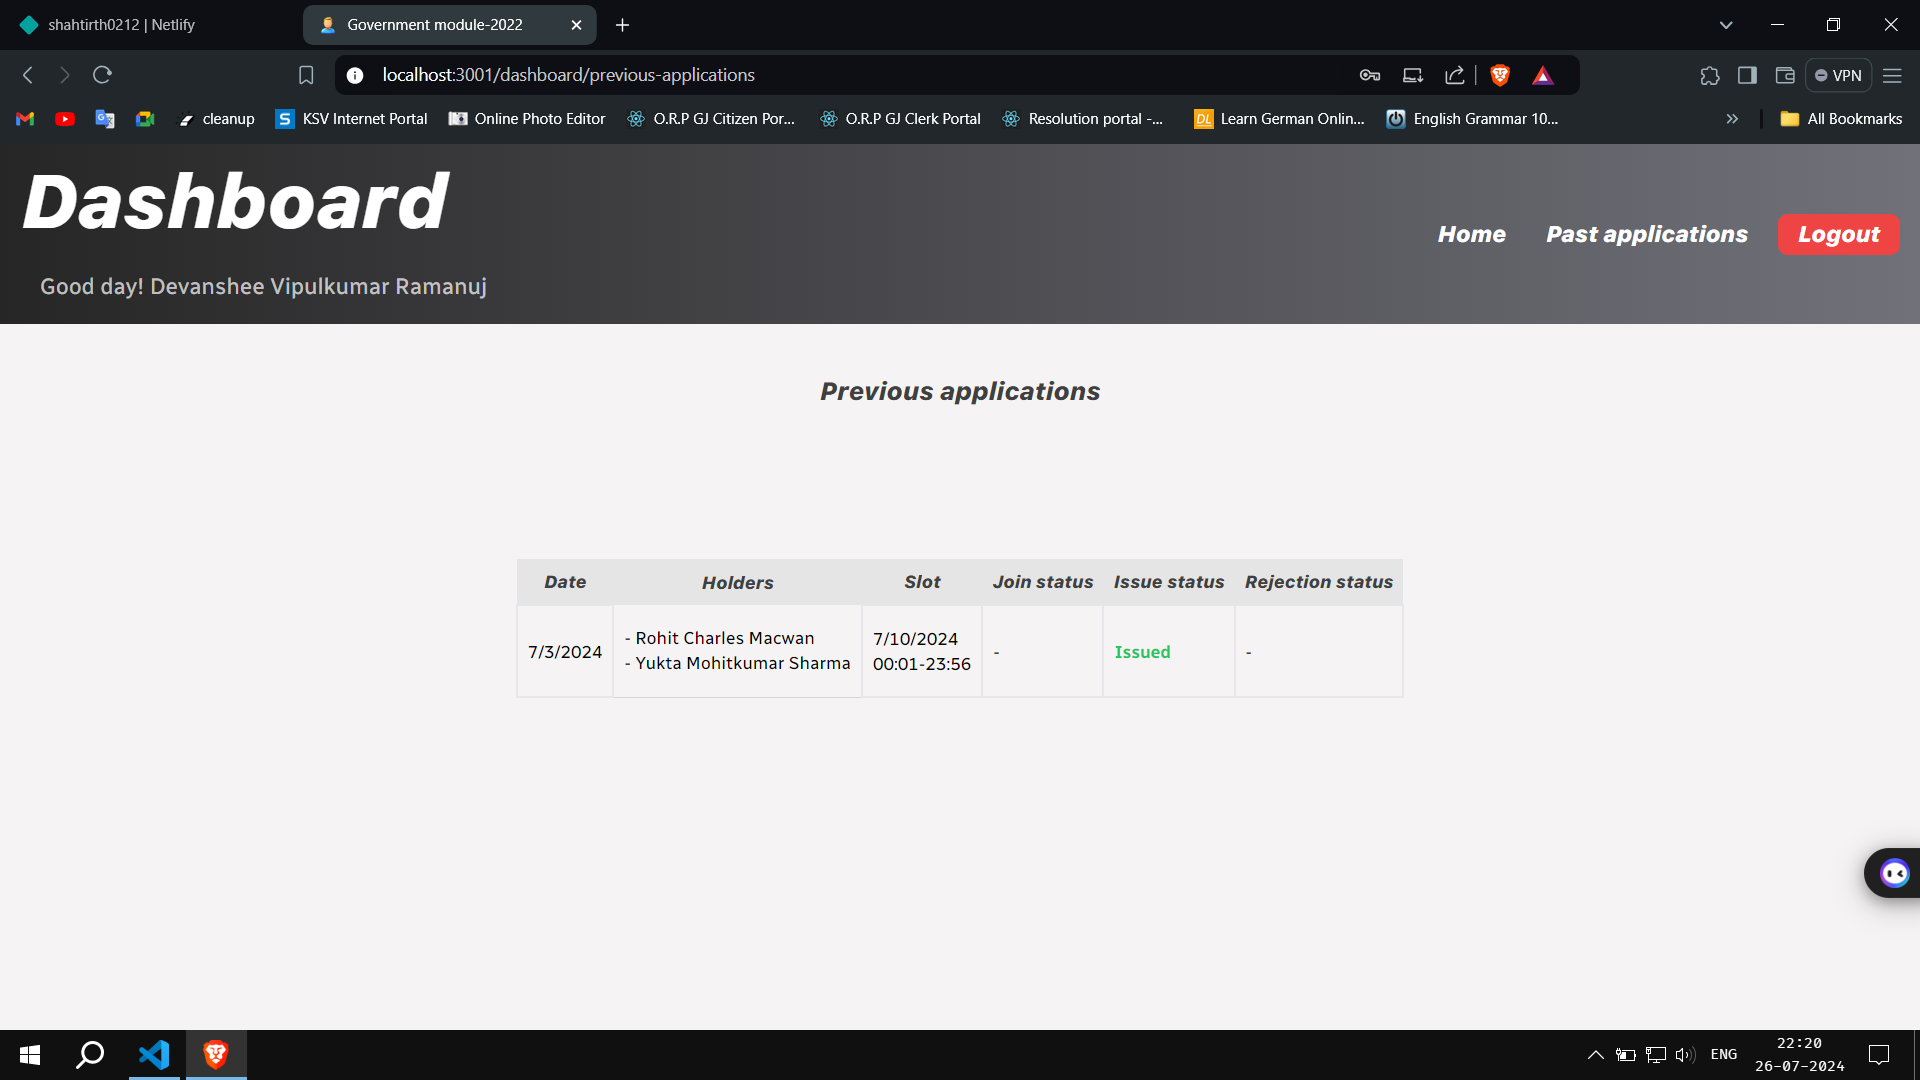 shahtirth0212 | Netlify
Government module-2022
localhost:3001/dashboard/previous-applications
VPN
cleanup
KSV Internet Portal
Online Photo Editor
O.R.P GJ Citizen Por...
O.R.P GJ Clerk Portal
Resolution portal -...
DL Learn German Onlin...
English Grammar 10...
All Bookmarks
Dashboard
Home
Past applications
Logout
Good day! Devanshee Vipulkumar Ramanuj
Previous applications
Date Holders Slot Join status Issue status Rejection status
7/3/2024
- Rohit Charles Macwan
- Yukta Mohitkumar Sharma
7/10/2024
00:01-23:56
-
Issued
-
ENG
22:20
26-07-2024